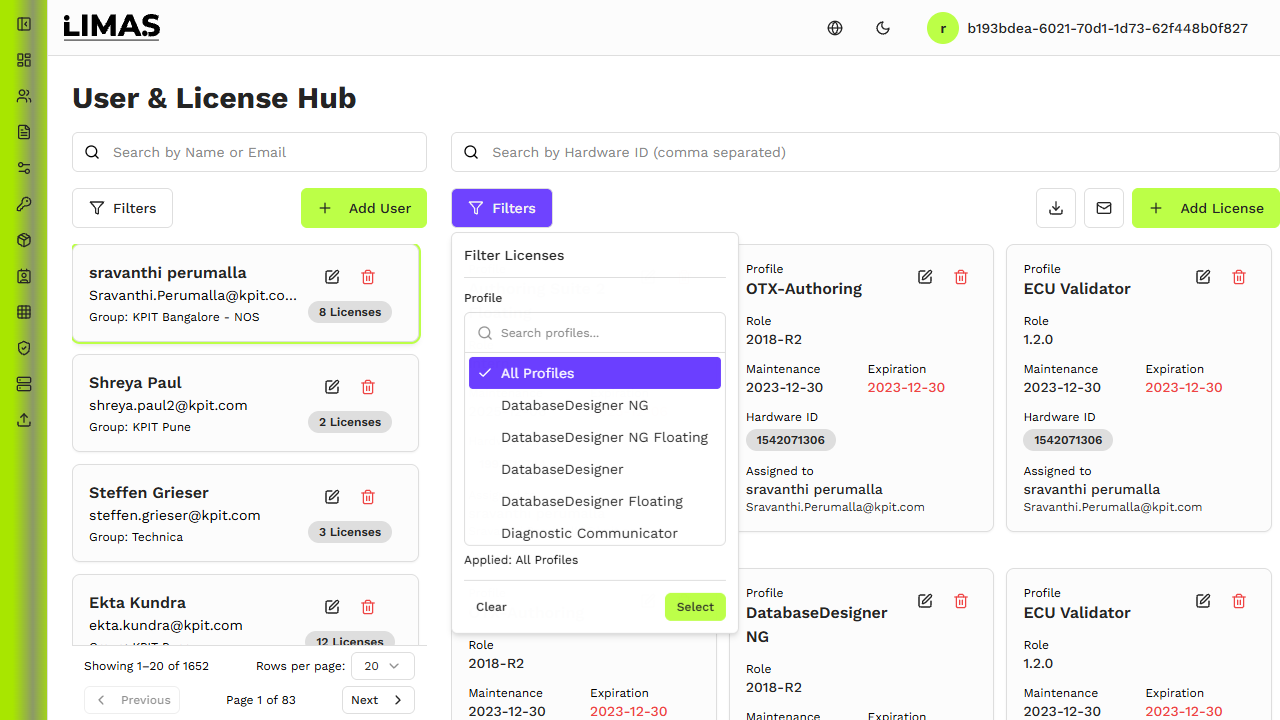 LIMAS
r
b193bdea-6021-70d1-1d73-62f448b0f827
User & License Hub
Search by Name or Email
Filters
Add User
sravanthi perumalla
Sravanthi.Perumalla@kpit.co...
Group: KPIT Bangalore - NOS
8 Licenses
Shreya Paul
shreya.paul2@kpit.com
Group: KPIT Pune
2 Licenses
Steffen Grieser
steffen.grieser@kpit.com
Group: Technica
3 Licenses
Ekta Kundra
ekta.kundra@kpit.com
12 Licenses
Showing 1–20 of 1652
Rows per page:
20
Previous
Page 1 of 83
Next
Search by Hardware ID (comma separated)
Filters
Add License
Filter Licenses
Profile
Search profiles...
All Profiles
DatabaseDesigner NG
DatabaseDesigner NG Floating
DatabaseDesigner
DatabaseDesigner Floating
Diagnostic Communicator
Applied: All Profiles
Clear
Select
Role
2018-R2
Maintenance
Expiration
2023-12-30
2023-12-30
Profile
OTX-Authoring
Role
2018-R2
Maintenance
Expiration
2023-12-30
2023-12-30
Hardware ID
1542071306
Assigned to
sravanthi perumalla
Sravanthi.Perumalla@kpit.com
Profile
ECU Validator
Role
1.2.0
Maintenance
Expiration
2023-12-30
2023-12-30
Hardware ID
1542071306
Assigned to
sravanthi perumalla
Sravanthi.Perumalla@kpit.com
Profile
DatabaseDesigner
NG
Role
2018-R2
Maintenance
Expiration
Profile
ECU Validator
Role
1.2.0
Maintenance
Expiration
2023-12-30
2023-12-30